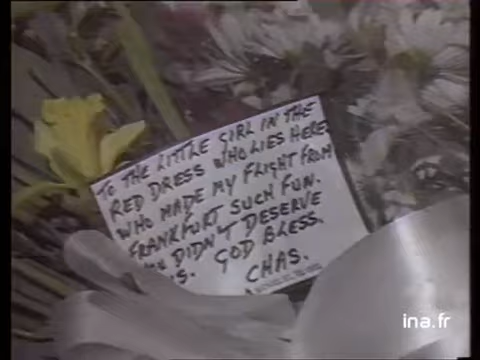 TO THE LITTLE GIRL IN THE
RED DRESS WHO LIES HERE
WHO MADE MY FLIGHT FROM
FRANKFURT SUCH FUN.
DIDN'T DESERVE
S. GOD BLESS.
CHAS.
ina.fr